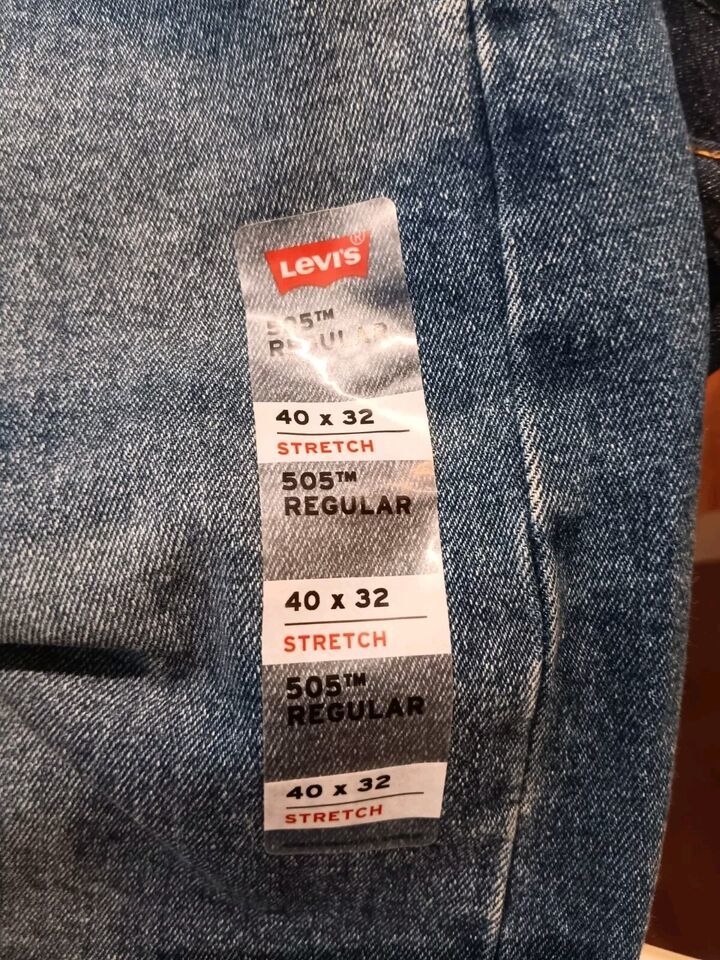 Levi's®
505™
REGULAR
40 x 32
STRETCH
505™
REGULAR
40 x 32
STRETCH
505™
REGULAR
40 x 32
STRETCH